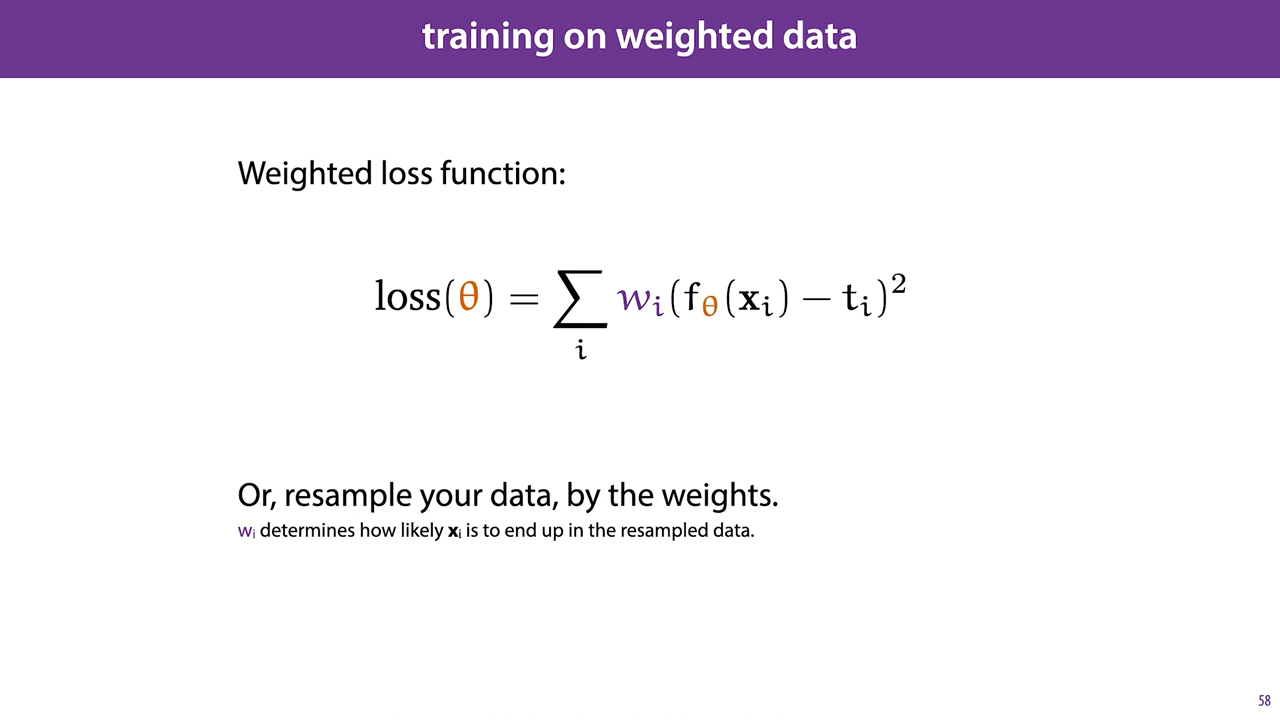 training on weighted data
Weighted loss function:
loss(θ) = ∑ᵢ wᵢ(f_θ(𝐱ᵢ) − tᵢ)²
Or, resample your data, by the weights.
wᵢ determines how likely 𝐱ᵢ is to end up in the resampled data.
58